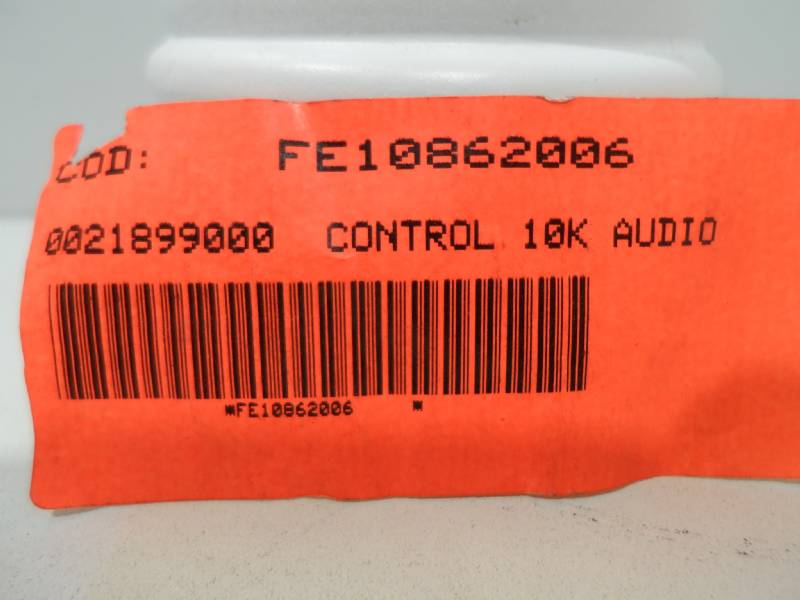 COD: FE10862006
0021899000 CONTROL 10K AUDIO
*FE10862006 *